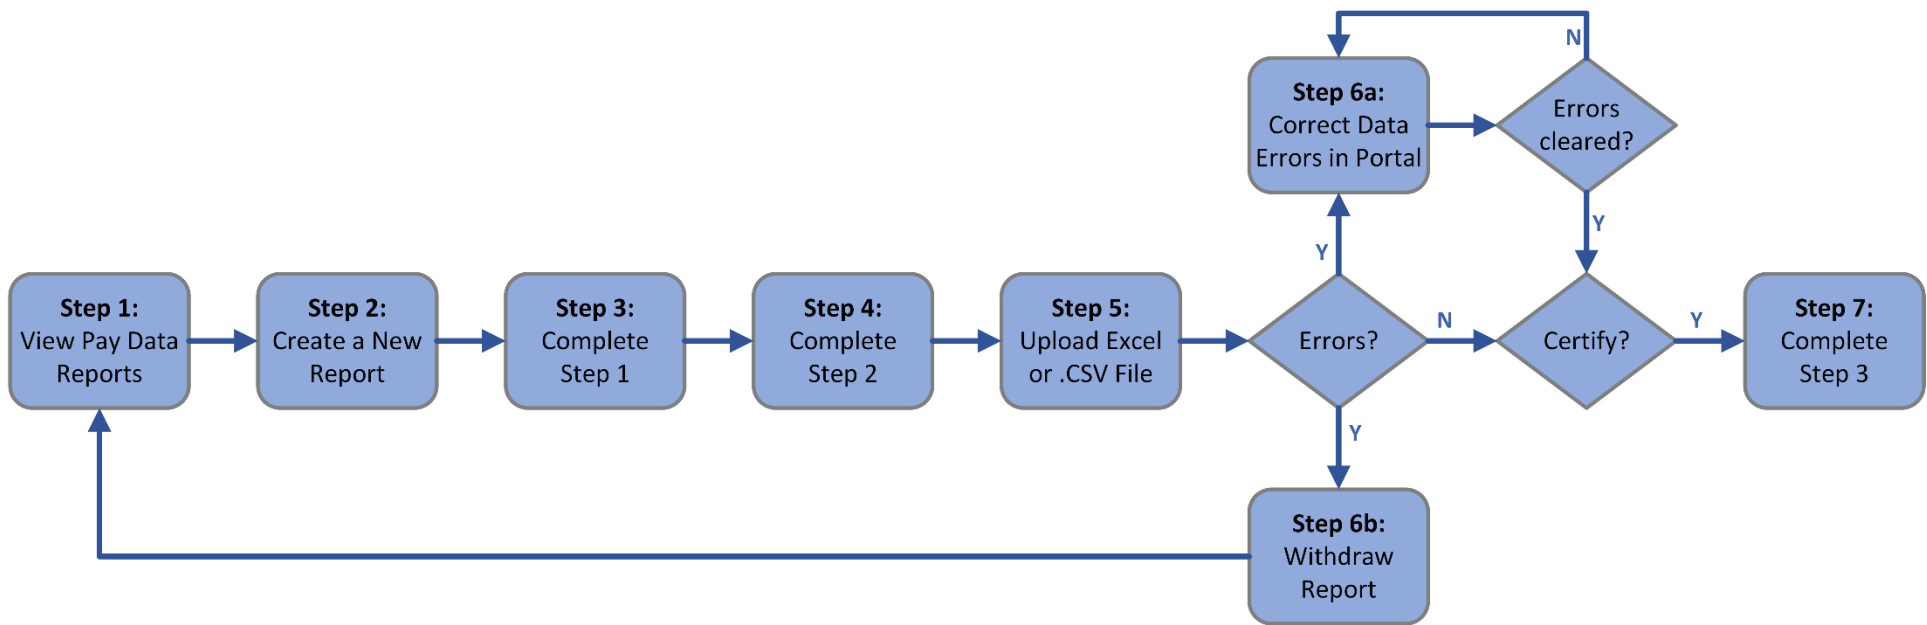 N
Step 6a:
Correct Data
Errors in Portal
Errors
cleared?
Y
Y
Step 1:
View Pay Data
Reports
Step 2:
Create a New
Report
Step 3:
Complete
Step 1
Step 4:
Complete
Step 2
Step 5:
Upload Excel
or .CSV File
Errors?
N
Certify?
Y
Step 7:
Complete
Step 3
Y
Step 6b:
Withdraw
Report